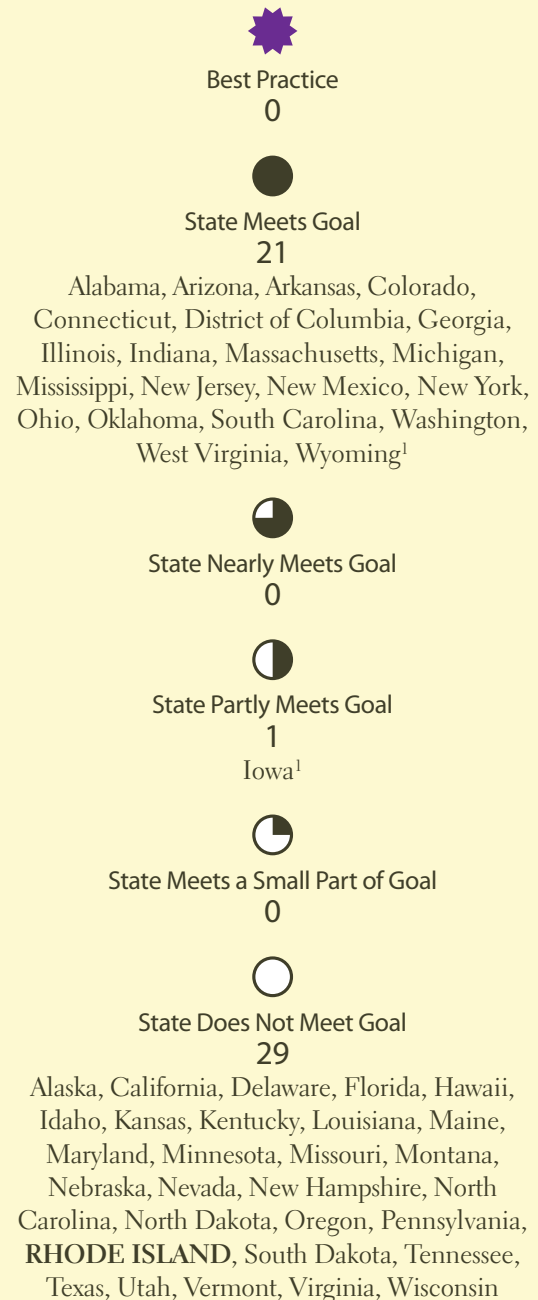 Best Practice
0
State Meets Goal
21
Alabama, Arizona, Arkansas, Colorado,
Connecticut, District of Columbia, Georgia,
Illinois, Indiana, Massachusetts, Michigan,
Mississippi, New Jersey, New Mexico, New York,
Ohio, Oklahoma, South Carolina, Washington,
West Virginia, Wyoming¹
State Nearly Meets Goal
0
State Partly Meets Goal
1
Iowa¹
State Meets a Small Part of Goal
0
State Does Not Meet Goal
29
Alaska, California, Delaware, Florida, Hawaii,
Idaho, Kansas, Kentucky, Louisiana, Maine,
Maryland, Minnesota, Missouri, Montana,
Nebraska, Nevada, New Hampshire, North
Carolina, North Dakota, Oregon, Pennsylvania,
RHODE ISLAND, South Dakota, Tennessee,
Texas, Utah, Vermont, Virginia, Wisconsin